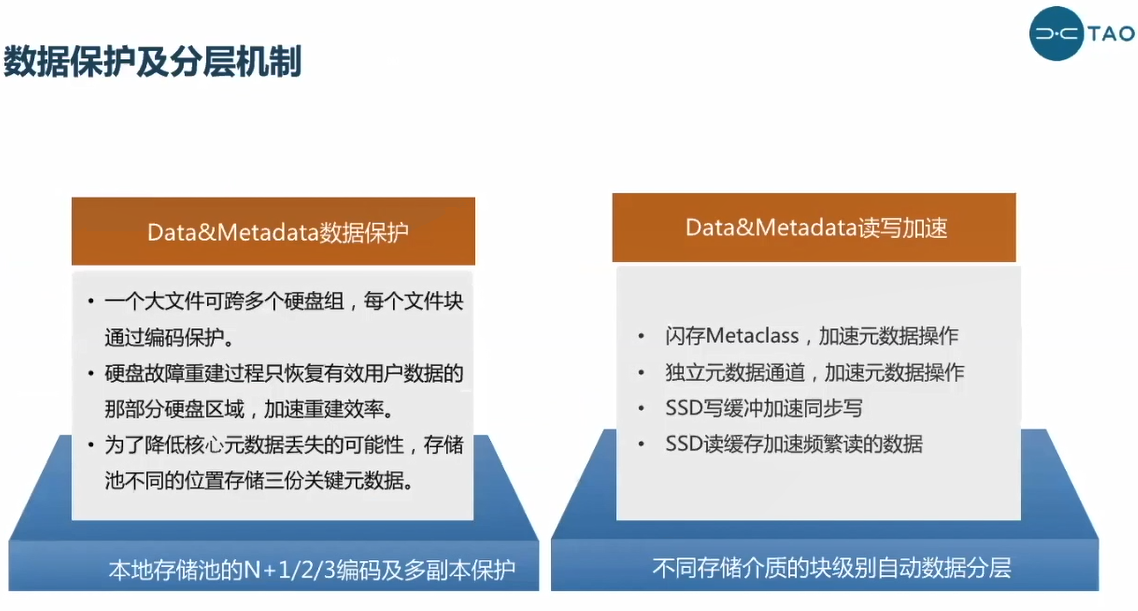 数据保护及分层机制
TAO
Data&Metadata数据保护
• 一个大文件可跨多个硬盘组，每个文件块
通过编码保护。
• 硬盘故障重建过程只恢复有效用户数据的
那部分硬盘区域，加速重建效率。
• 为了降低核心元数据丢失的可能性，存储
池不同的位置存储三份关键元数据。
本地存储池的N+1/2/3编码及多副本保护
Data&Metadata读写加速
• 闪存Metaclass，加速元数据操作
• 独立元数据通道，加速元数据操作
• SSD写缓冲加速同步写
• SSD读缓存加速频繁读的数据
不同存储介质的块级别自动数据分层